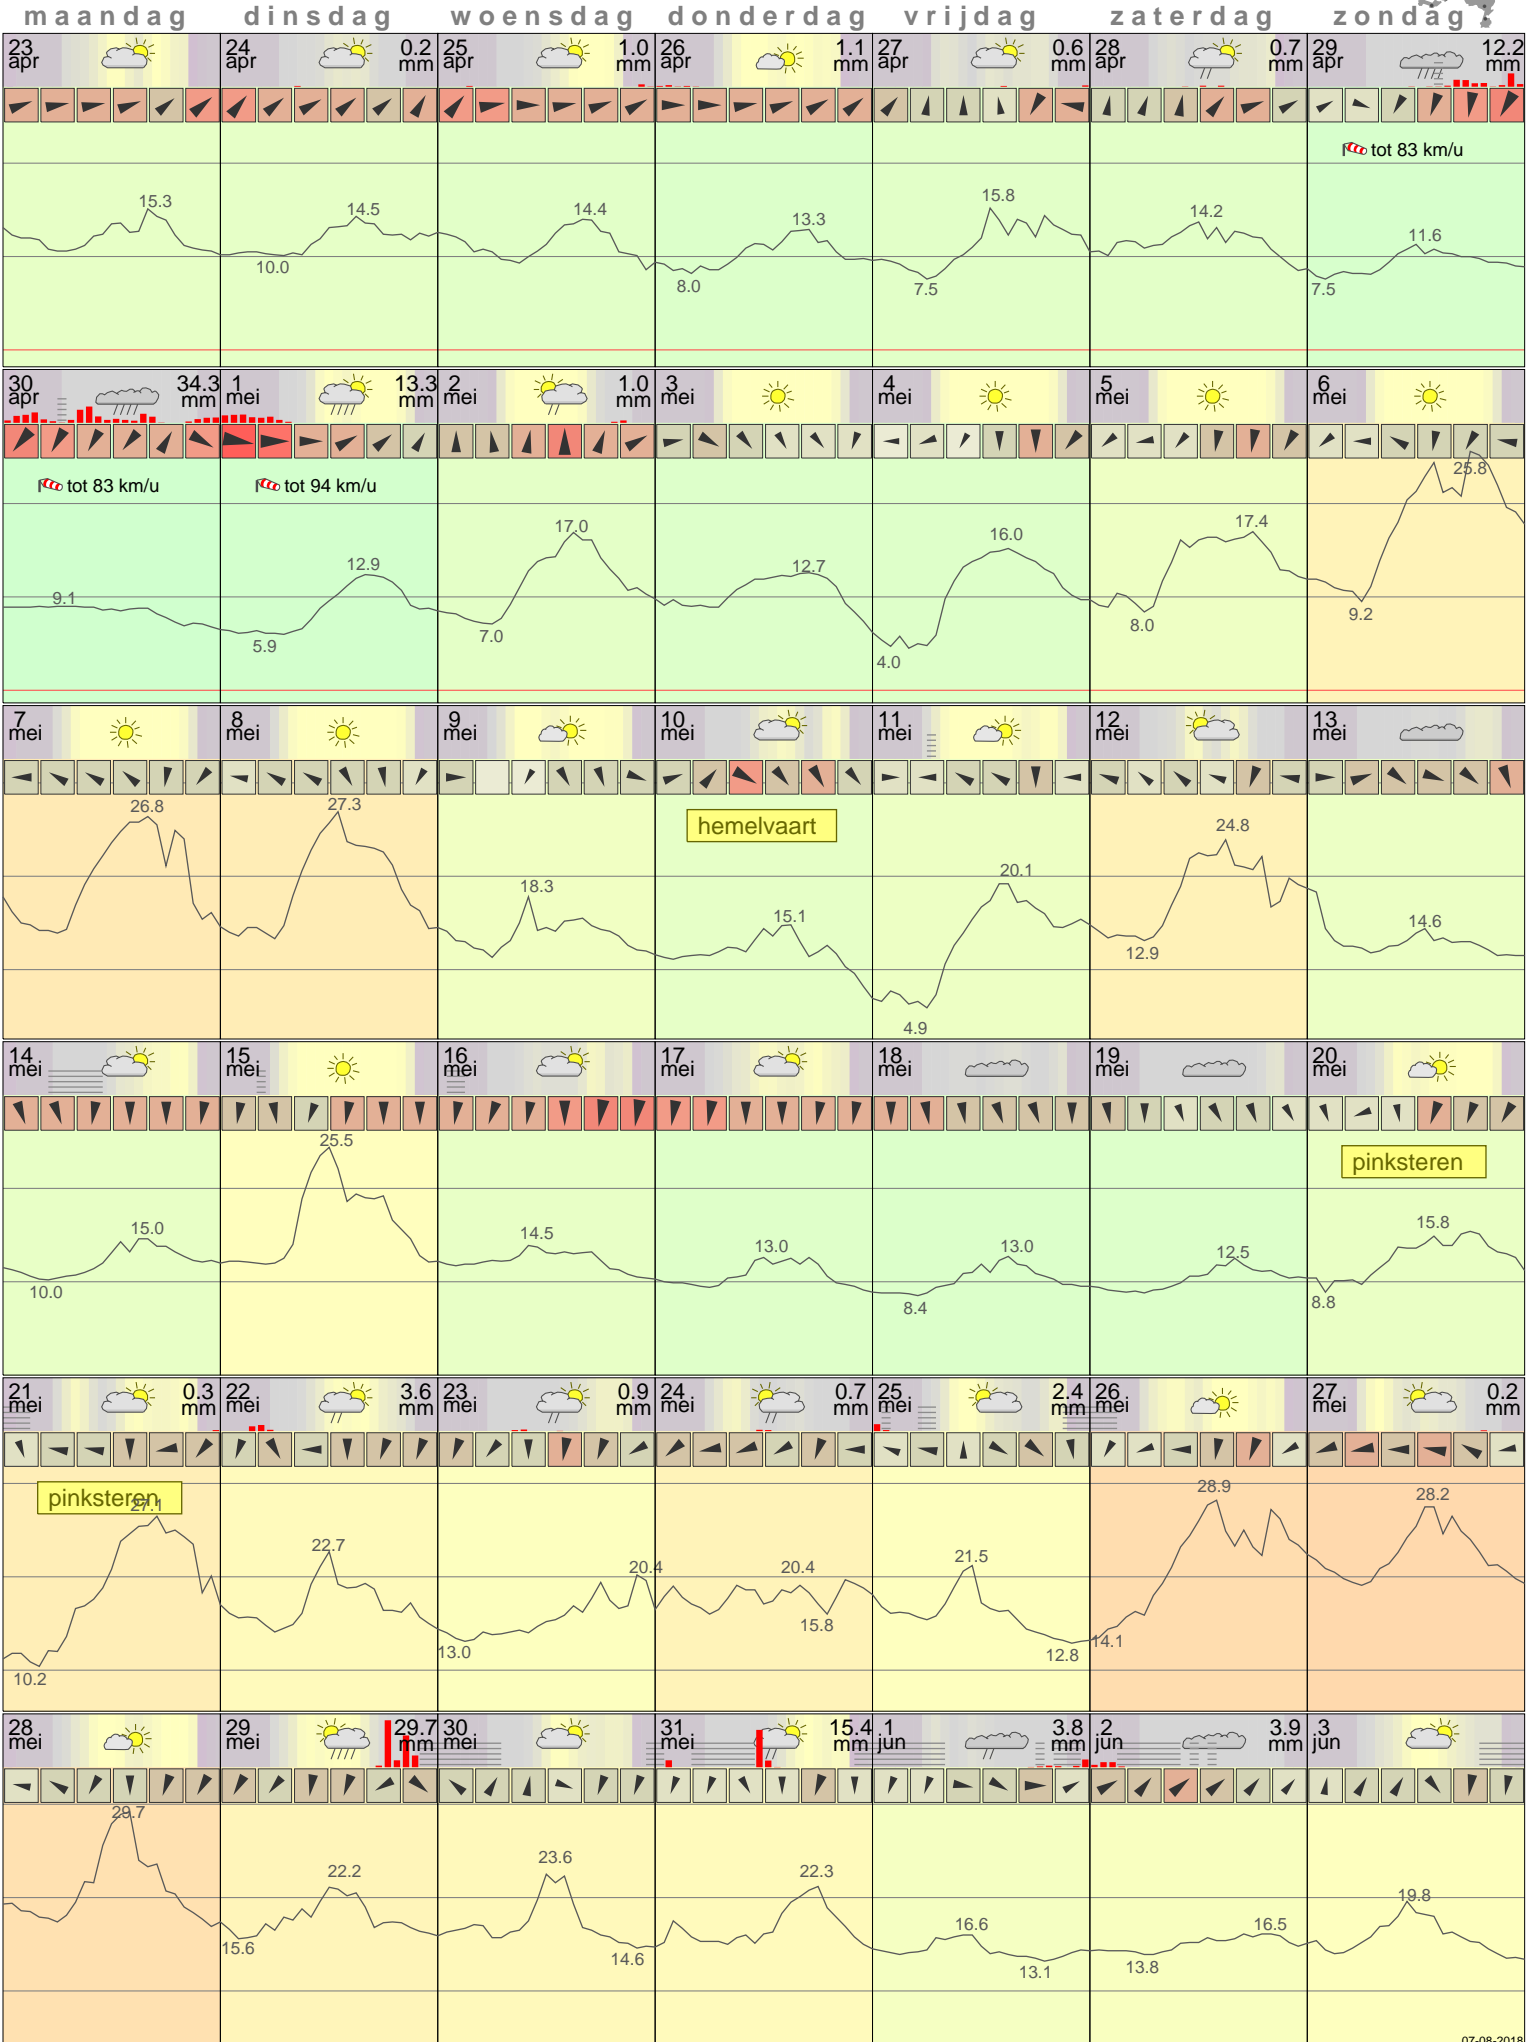 maandag dinsdag woensdag donderdag vrijdag zaterdag zondag
23 24 0.2 25 1.0 26 1.1 27 0.6 28 0.7 29 12.2
apr apr mm apr mm apr mm apr mm apr mm apr mm
tot 83 km/u
15.3 14.5 14.4 13.3 15.8 14.2 11.6
10.0 8.0 7.5 7.5
30 34.3 1 13.3 2 1.0 3 4 5 6
apr mm mei mm mei mm mei mei mei mei
25.8
tot 83 km/u tot 94 km/u
17.0 16.0 17.4
9.1 12.9 12.7
5.9 7.0 4.0 8.0 9.2
7 8 9 10 11 12 13
mei mei mei mei mei mei mei
26.8 27.3
hemelvaart 24.8
18.3 15.1 20.1 14.6
12.9
4.9
14 15 16 17 18 19 20
mei mei mei mei mei mei mei
25.5
pinksteren
15.0 14.5 13.0 13.0 12.5 15.8
10.0 8.4 8.8
21 0.3 22 3.6 23 0.9 24 0.7 25 2.4 26 27 0.2
mei mm mei mm mei mm mei mm mei mm mei mei mm
28.9 28.2
pinksteren
27.1
22.7 20.4 20.4 21.5
15.8
10.2 13.0 12.8 14.1
28 29 29.7 30 31 15.4 1 3.8 2 3.9 3
mei mei mm mei mei mm jun mm jun mm jun
29.7
22.2 23.6 22.3 16.6 16.5 19.8
15.6 14.6 13.1 13.8
07-08-2018